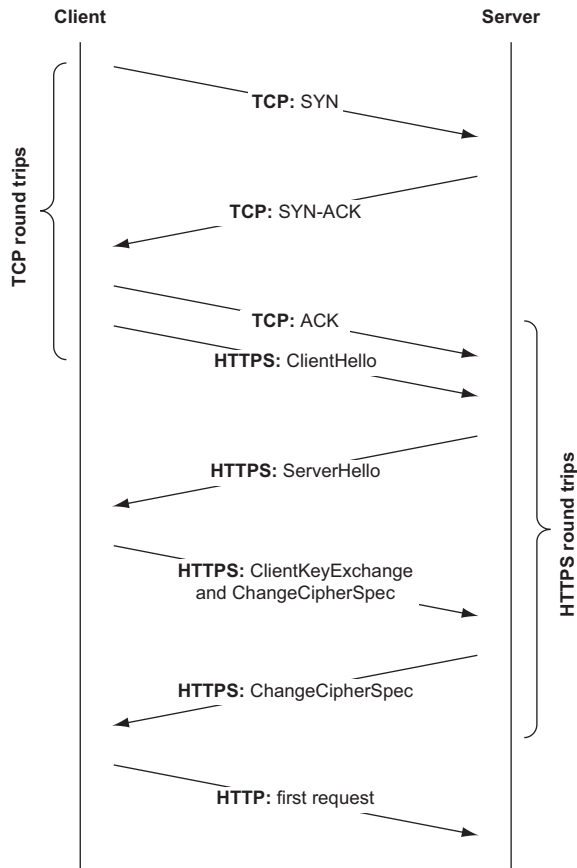 Client
Server
TCP round trips
TCP: SYN
TCP: SYN-ACK
TCP: ACK
HTTPS: ClientHello
HTTPS: ServerHello
HTTPS: ClientKeyExchange
and ChangeCipherSpec
HTTPS: ChangeCipherSpec
HTTP: first request
HTTPS round trips